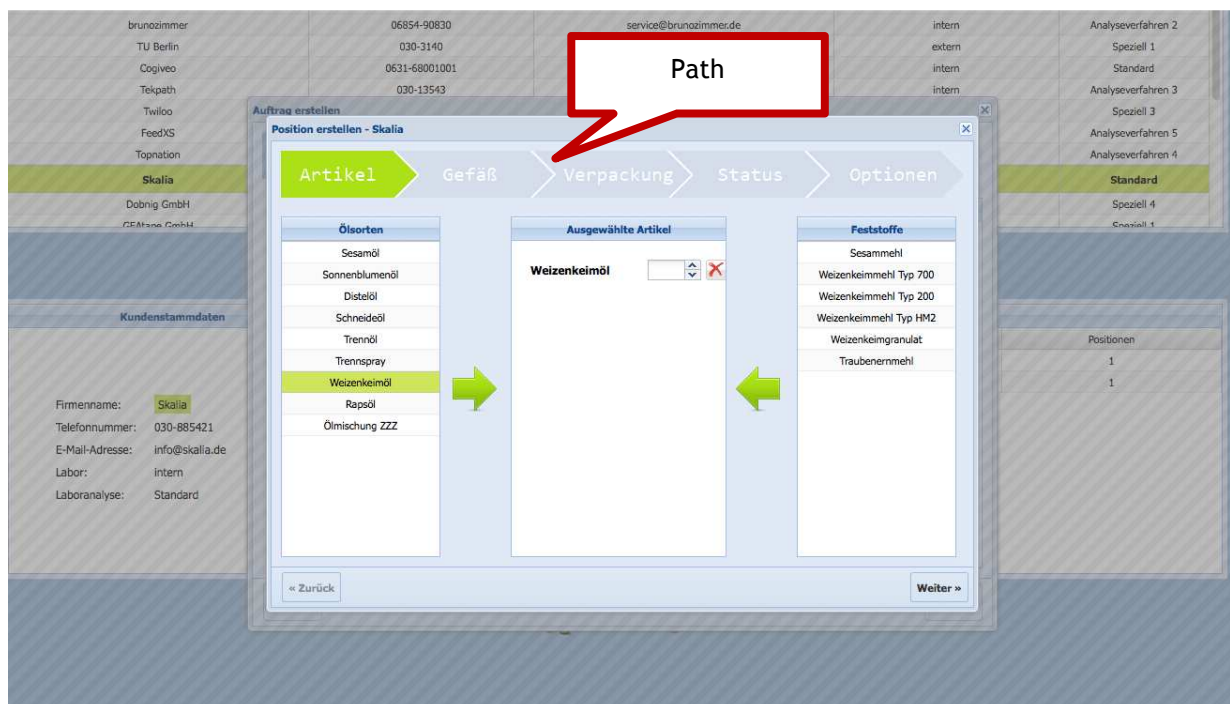 brunozimmer 06854-90830 service@brunozimmer.de intern Analyseverfahren 2
TU Berlin 030-3140 extern Speziell 1
Cogiveo 0631-68001001 intern Standard
Tekpath 030-13543 intern Analyseverfahren 3
Twiloo Speziell 3
FeedXS Analyseverfahren 5
Topnation Analyseverfahren 4
Skalia Standard
Dobnig GmbH Speziell 4
GmbH Speziell 1
Path
Auftrag erstellen
Position erstellen - Skalia
Artikel Gefäß Verpackung Status Optionen
Ölsorten Ausgewählte Artikel Feststoffe
Sesamöl
Sonnenblumenöl
Distelöl
Schneideöl
Trennöl
Trennspray
Weizenkeimöl
Rapsöl
Ölmischung ZZZ
Weizenkeimöl
Sesammehl
Weizenkeimmehl Typ 700
Weizenkeimmehl Typ 200
Weizenkeimmehl Typ HM2
Weizenkeimgranulat
Traubenernmehl
« Zurück Weiter »
Kundenstammdaten
Firmenname: Skalia
Telefonnummer: 030-885421
E-Mail-Adresse: info@skalia.de
Labor: intern
Laboranalyse: Standard
Positionen
1
1